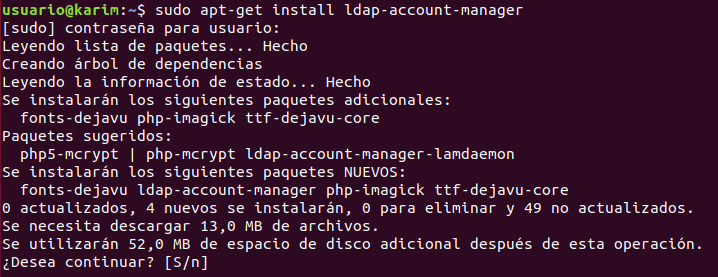 usuario@karim:~$ sudo apt-get install ldap-account-manager
[sudo] contraseña para usuario:
Leyendo lista de paquetes... Hecho
Creando árbol de dependencias
Leyendo la información de estado... Hecho
Se instalarán los siguientes paquetes adicionales:
  fonts-dejavu php-imagick ttf-dejavu-core
Paquetes sugeridos:
  php5-mcrypt | php-mcrypt ldap-account-manager-lamdaemon
Se instalarán los siguientes paquetes NUEVOS:
  fonts-dejavu ldap-account-manager php-imagick ttf-dejavu-core
0 actualizados, 4 nuevos se instalarán, 0 para eliminar y 49 no actualizados.
Se necesita descargar 13,0 MB de archivos.
Se utilizarán 52,0 MB de espacio de disco adicional después de esta operación.
¿Desea continuar? [S/n]